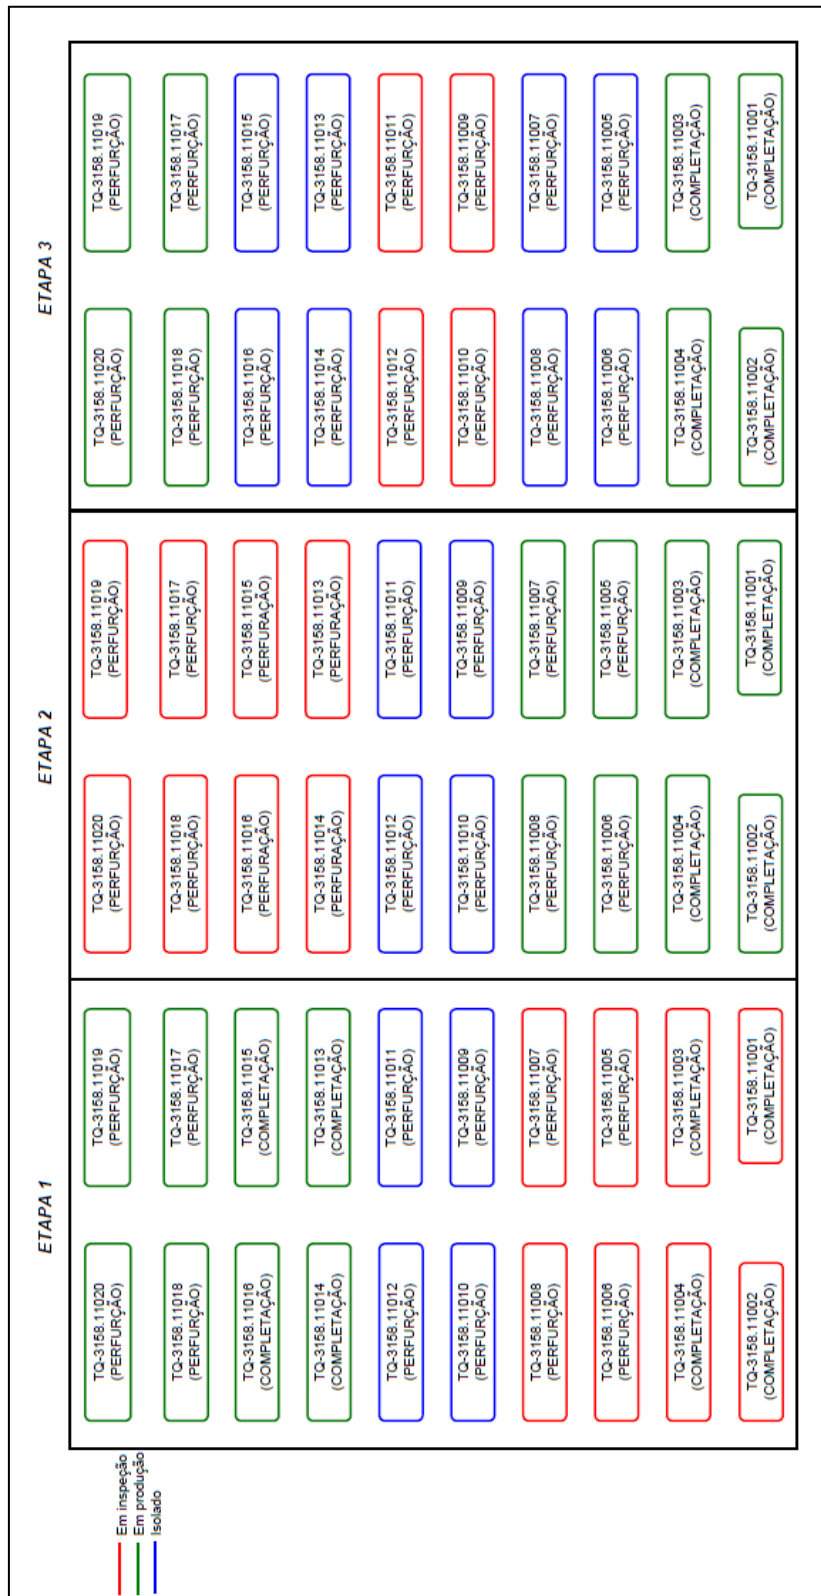 Em inspeção
Em produção
Isolado
ETAPA 1
TQ-3158.11020
(PERFURÇÃO)
TQ-3158.11019
(PERFURÇÃO)
TQ-3158.11018
(PERFURÇÃO)
TQ-3158.11017
(PERFURÇÃO)
TQ-3158.11016
(COMPLETAÇÃO)
TQ-3158.11015
(COMPLETAÇÃO)
TQ-3158.11014
(COMPLETAÇÃO)
TQ-3158.11013
(COMPLETAÇÃO)
TQ-3158.11012
(PERFURÇÃO)
TQ-3158.11011
(PERFURÇÃO)
TQ-3158.11010
(PERFURÇÃO)
TQ-3158.11009
(PERFURÇÃO)
TQ-3158.11008
(PERFURÇÃO)
TQ-3158.11007
(PERFURÇÃO)
TQ-3158.11006
(PERFURÇÃO)
TQ-3158.11005
(PERFURÇÃO)
TQ-3158.11004
(COMPLETAÇÃO)
TQ-3158.11003
(COMPLETAÇÃO)
TQ-3158.11002
(COMPLETAÇÃO)
TQ-3158.11001
(COMPLETAÇÃO)
ETAPA 2
TQ-3158.11020
(PERFURÇÃO)
TQ-3158.11019
(PERFURÇÃO)
TQ-3158.11018
(PERFURÇÃO)
TQ-3158.11017
(PERFURÇÃO)
TQ-3158.11016
(PERFURAÇÃO)
TQ-3158.11015
(PERFURAÇÃO)
TQ-3158.11014
(PERFURAÇÃO)
TQ-3158.11013
(PERFURAÇÃO)
TQ-3158.11012
(PERFURÇÃO)
TQ-3158.11011
(PERFURÇÃO)
TQ-3158.11010
(PERFURÇÃO)
TQ-3158.11009
(PERFURÇÃO)
TQ-3158.11008
(PERFURÇÃO)
TQ-3158.11007
(PERFURÇÃO)
TQ-3158.11006
(PERFURÇÃO)
TQ-3158.11005
(PERFURÇÃO)
TQ-3158.11004
(COMPLETAÇÃO)
TQ-3158.11003
(COMPLETAÇÃO)
TQ-3158.11002
(COMPLETAÇÃO)
TQ-3158.11001
(COMPLETAÇÃO)
ETAPA 3
TQ-3158.11020
(PERFURÇÃO)
TQ-3158.11019
(PERFURÇÃO)
TQ-3158.11018
(PERFURÇÃO)
TQ-3158.11017
(PERFURÇÃO)
TQ-3158.11016
(PERFURÇÃO)
TQ-3158.11015
(PERFURÇÃO)
TQ-3158.11014
(PERFURÇÃO)
TQ-3158.11013
(PERFURÇÃO)
TQ-3158.11012
(PERFURÇÃO)
TQ-3158.11011
(PERFURÇÃO)
TQ-3158.11010
(PERFURÇÃO)
TQ-3158.11009
(PERFURÇÃO)
TQ-3158.11008
(PERFURÇÃO)
TQ-3158.11007
(PERFURÇÃO)
TQ-3158.11006
(PERFURÇÃO)
TQ-3158.11005
(PERFURÇÃO)
TQ-3158.11004
(COMPLETAÇÃO)
TQ-3158.11003
(COMPLETAÇÃO)
TQ-3158.11002
(COMPLETAÇÃO)
TQ-3158.11001
(COMPLETAÇÃO)